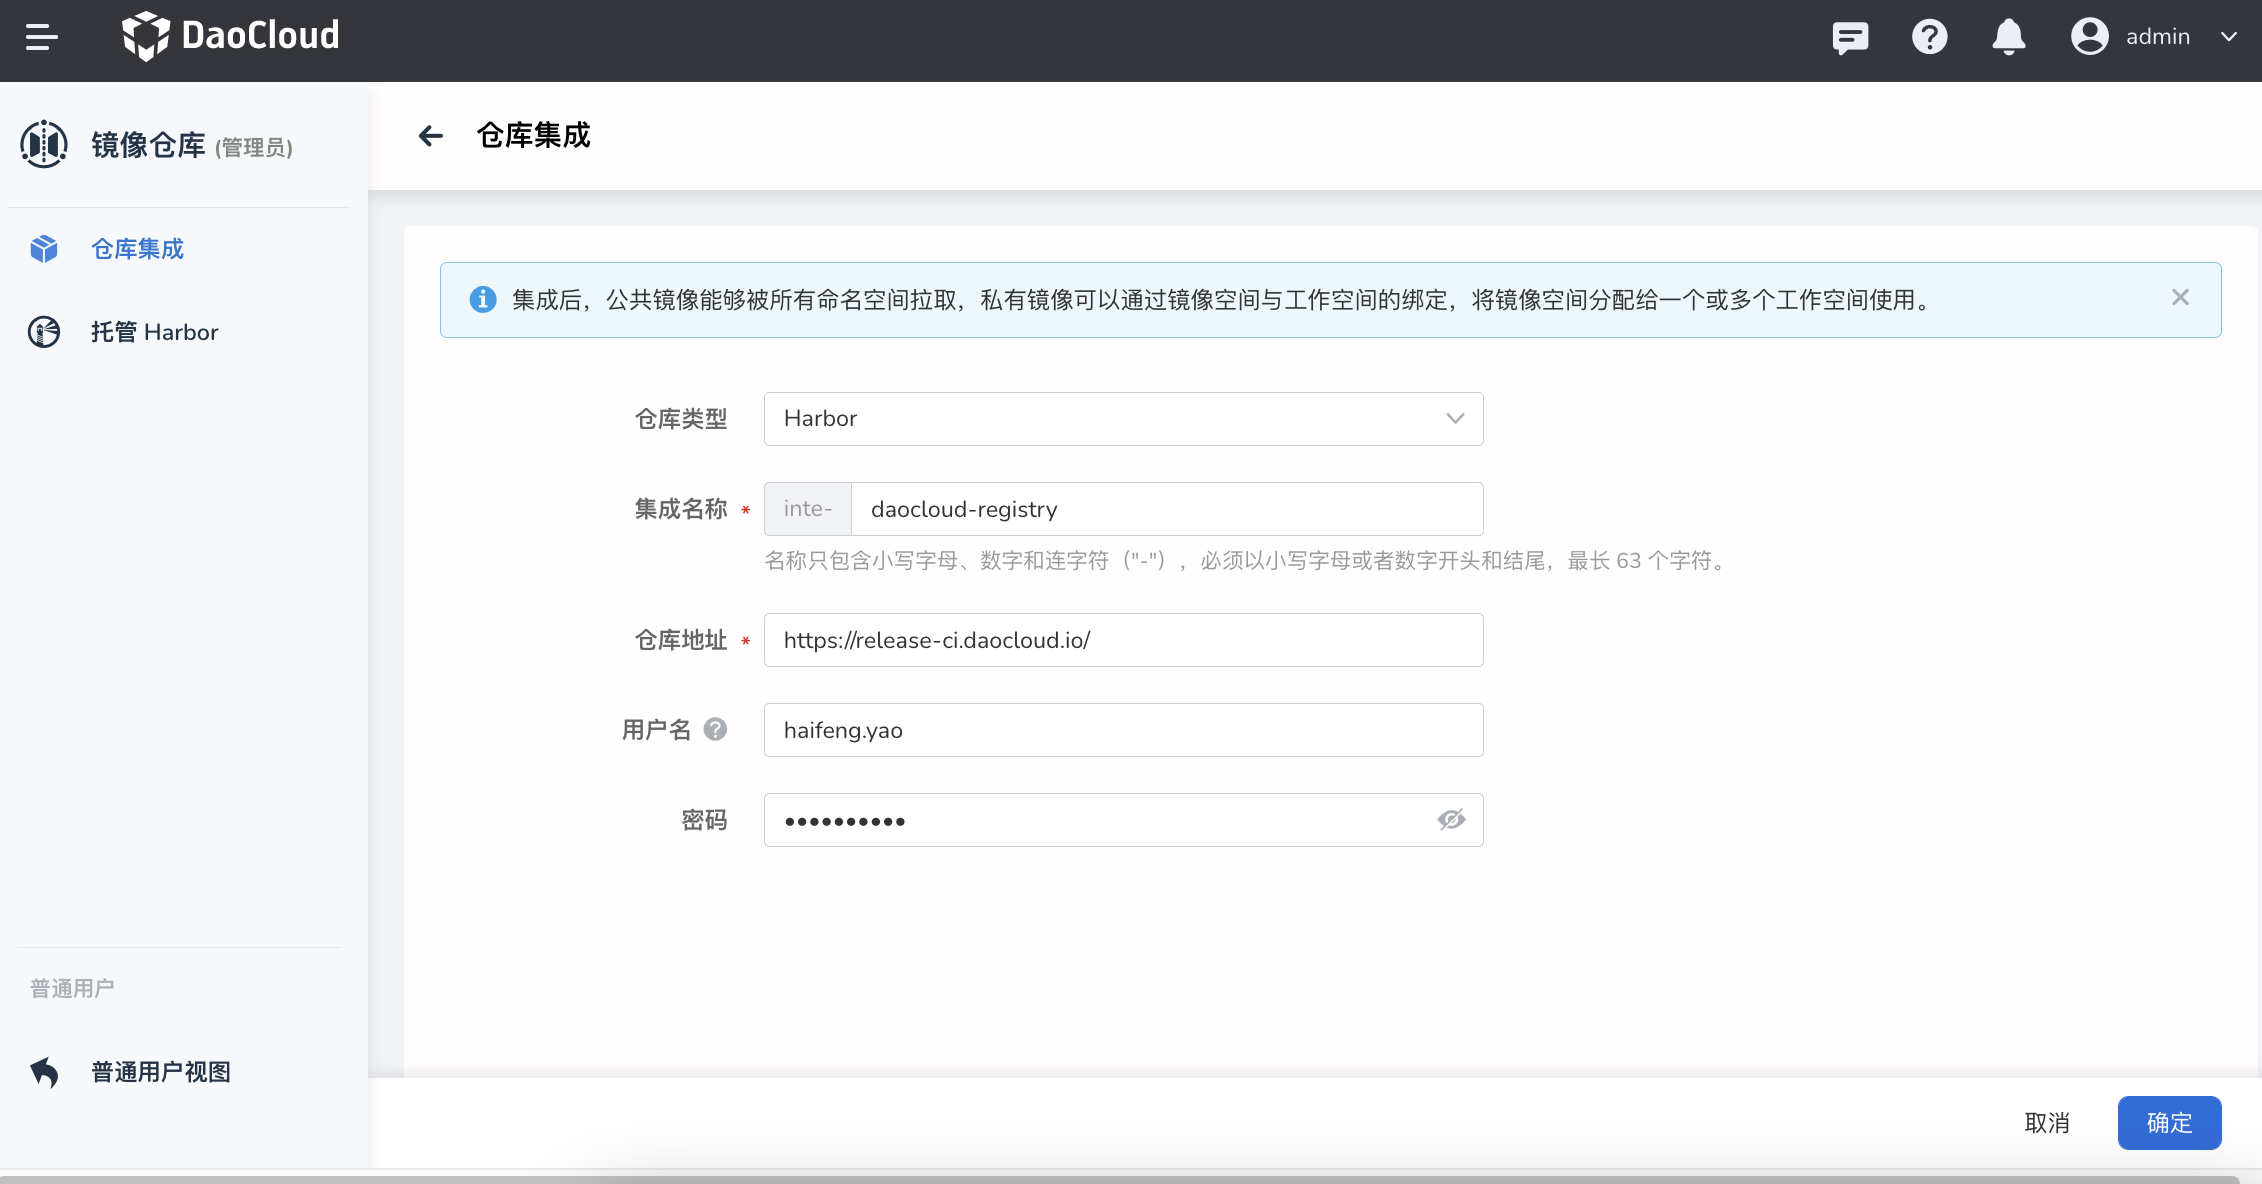 DaoCloud
admin
镜像仓库 (管理员)
仓库集成
托管 Harbor
普通用户
普通用户视图
仓库集成
集成后，公共镜像能够被所有命名空间拉取，私有镜像可以通过镜像空间与工作空间的绑定，将镜像空间分配给一个或多个工作空间使用。
仓库类型 Harbor
集成名称 * inte- daocloud-registry
名称只包含小写字母、数字和连字符（"-"），必须以小写字母或者数字开头和结尾，最长 63 个字符。
仓库地址 * https://release-ci.daocloud.io/
用户名 haifeng.yao
密码 ••••••••••
取消 确定